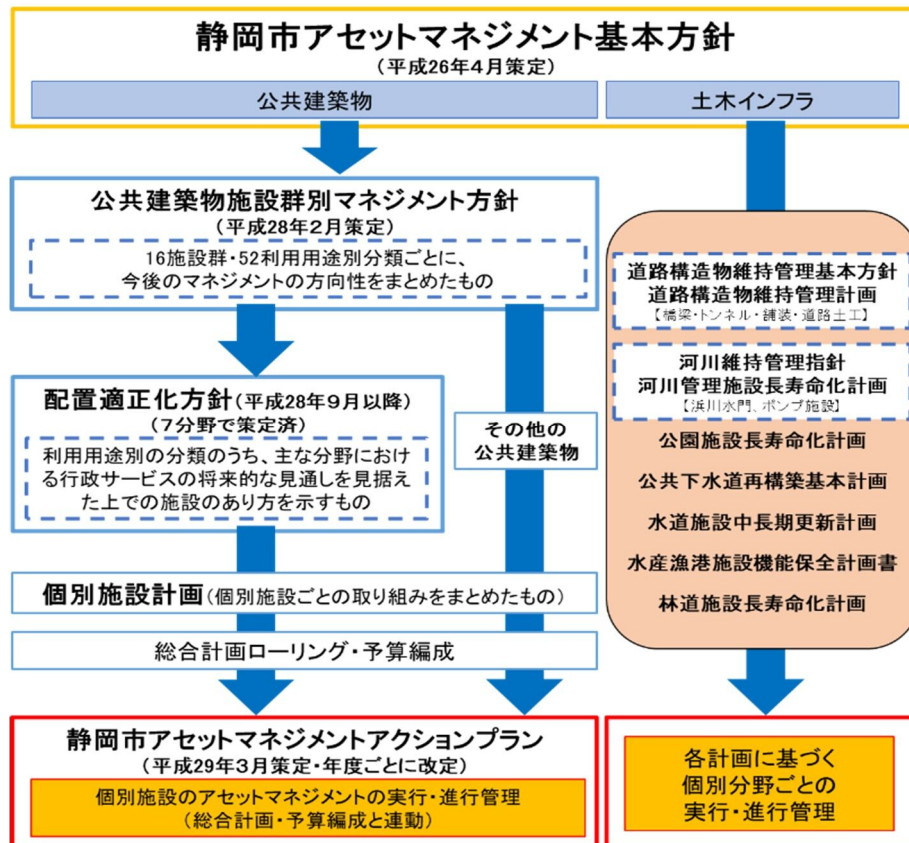 静岡市アセットマネジメント基本方針
(平成26年4月策定)
公共建築物
土木インフラ
公共建築物施設群別マネジメント方針
(平成28年2月策定)
16施設群・52利用用途別分類ごとに、
今後のマネジメントの方向性をまとめたもの
配置適正化方針(平成28年9月以降)
(7分野で策定済)
利用用途別の分類のうち、主な分野におけ
る行政サービスの将来的な見通しを見据え
た上での施設のあり方を示すもの
その他の
公共建築物
個別施設計画(個別施設ごとの取り組みをまとめたもの)
総合計画ローリング・予算編成
静岡市アセットマネジメントアクションプラン
(平成29年3月策定・年度ごとに改定)
個別施設のアセットマネジメントの実行・進行管理
(総合計画・予算編成と連動)
道路構造物維持管理基本方針
道路構造物維持管理計画
【橋梁・トンネル・舗装・道路土工】
河川維持管理指針
河川管理施設長寿命化計画
【浜川水門、ポンプ施設】
公園施設長寿命化計画
公共下水道再構築基本計画
水道施設中長期更新計画
水産漁港施設機能保全計画書
林道施設長寿命化計画
各計画に基づく
個別分野ごとの
実行・進行管理